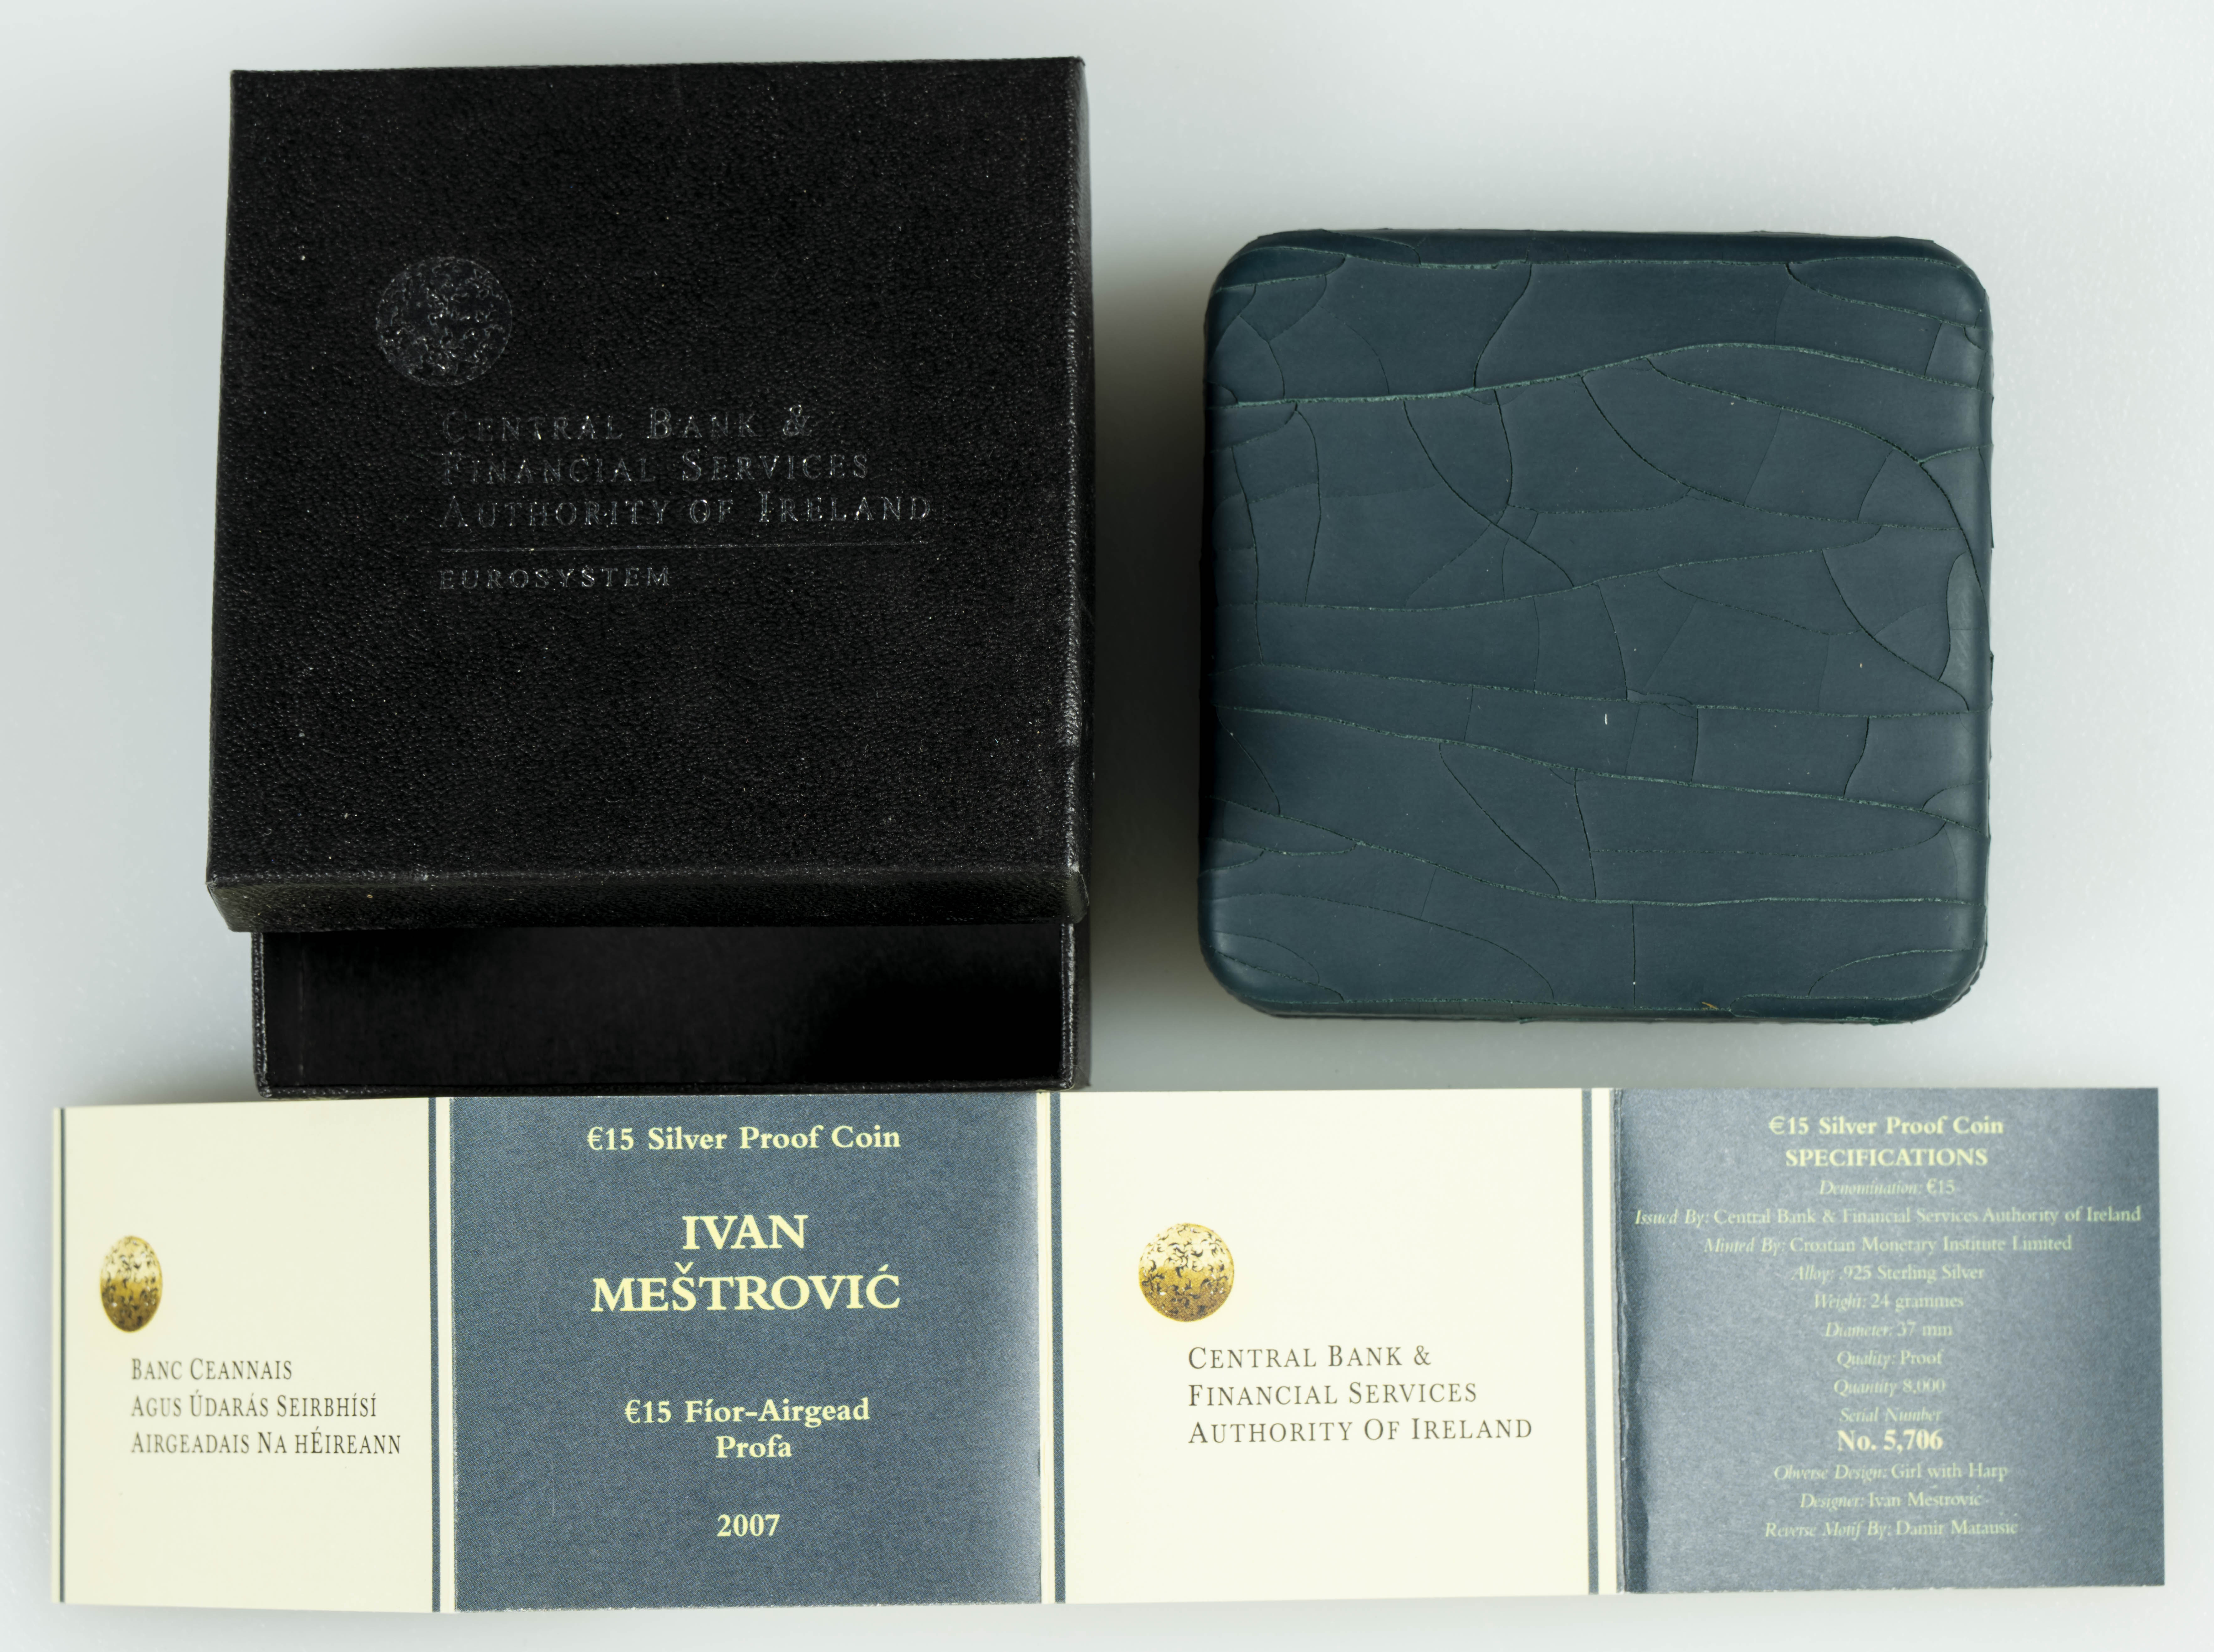 CENTRAL BANK &
FINANCIAL SERVICES
AUTHORITY OF IRELAND
EUROSYSTEM
BANC CEANNAIS
AGUS ÚDARÁS SEIRBHÍSÍ
AIRGEADAIS NA HÉIREANN
€15 Silver Proof Coin
IVAN
MEŠTROVIĆ
€15 Fíor-Airgead
Profa
2007
CENTRAL BANK &
FINANCIAL SERVICES
AUTHORITY OF IRELAND
€15 Silver Proof Coin
SPECIFICATIONS
Denomination: €15
Issued By: Central Bank & Financial Services Authority of Ireland
Minted By: Croatian Monetary Institute Limited
Alloy: .925 Sterling Silver
Weight: 24 grammes
Diameter: 37 mm
Quality: Proof
Quantity 8,000
Serial Number
No. 5,706
Obverse Design: Girl with Harp
Designer: Ivan Mestrovic
Reverse Motif By: Damir Matausic